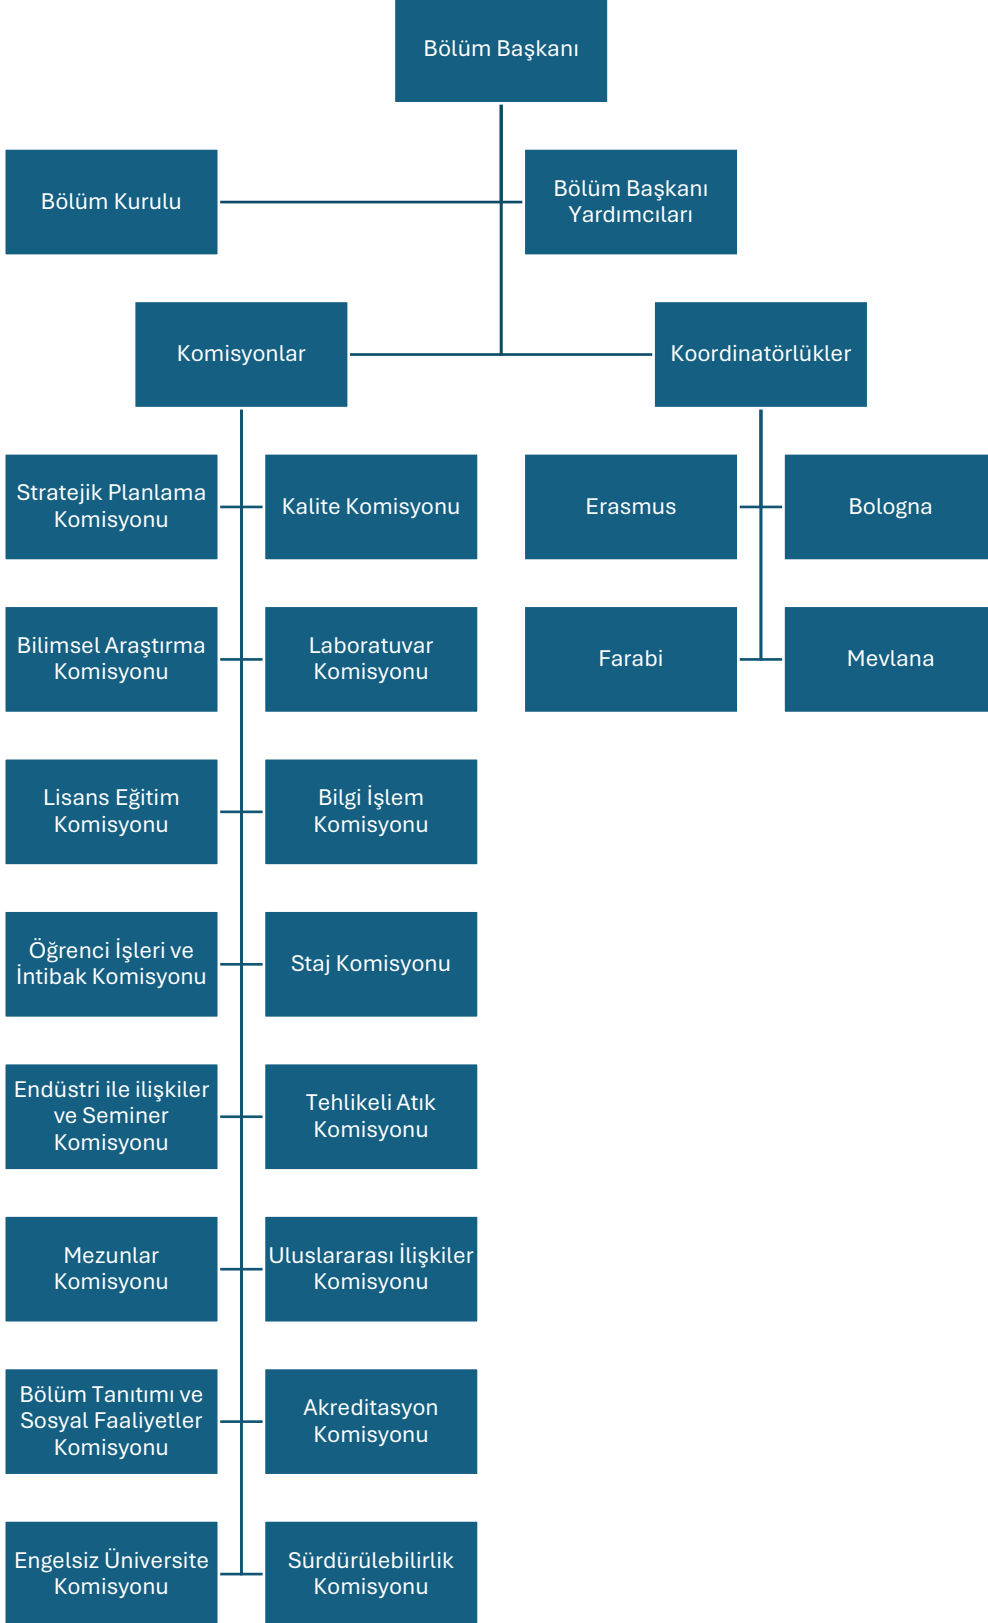 Bölüm Başkanı
Bölüm Kurulu
Bölüm Başkanı
Yardımcıları
Komisyonlar
Koordinatörlükler
Stratejik Planlama
Komisyonu
Kalite Komisyonu
Erasmus
Bologna
Bilimsel Araştırma
Komisyonu
Laboratuvar
Komisyonu
Farabi
Mevlana
Lisans Eğitim
Komisyonu
Bilgi İşlem
Komisyonu
Öğrenci İşleri ve
İntibak Komisyonu
Staj Komisyonu
Endüstri ile ilişkiler
ve Seminer
Komisyonu
Tehlikeli Atık
Komisyonu
Mezunlar
Komisyonu
Uluslararası İlişkiler
Komisyonu
Bölüm Tanıtımı ve
Sosyal Faaliyetler
Komisyonu
Akreditasyon
Komisyonu
Engelsiz Üniversite
Komisyonu
Sürdürülebilirlik
Komisyonu